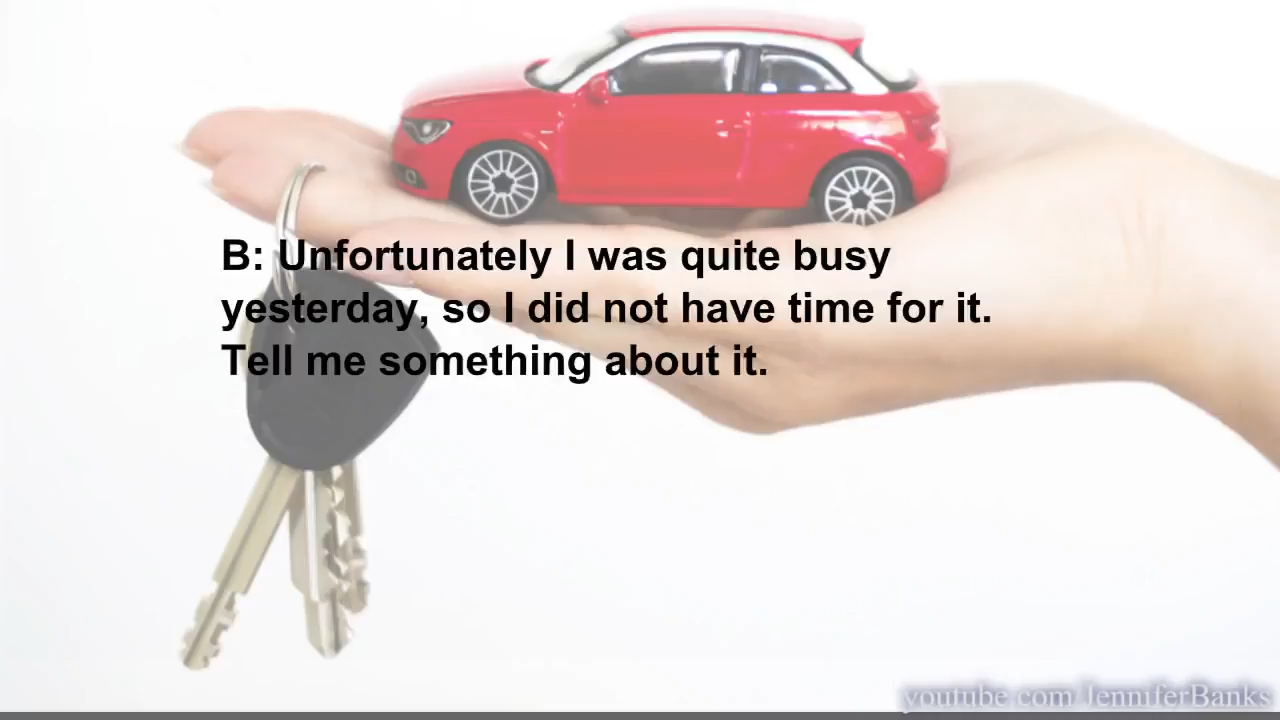 B: Unfortunately I was quite busy
yesterday, so I did not have time for it.
Tell me something about it.
youtube.com/JenniferBanks